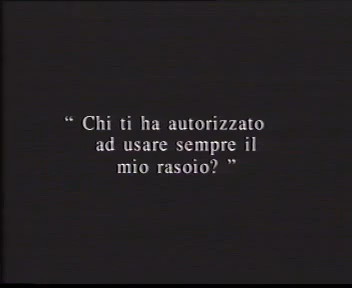 “ Chi ti ha autorizzato
ad usare sempre il
mio rasoio? ”